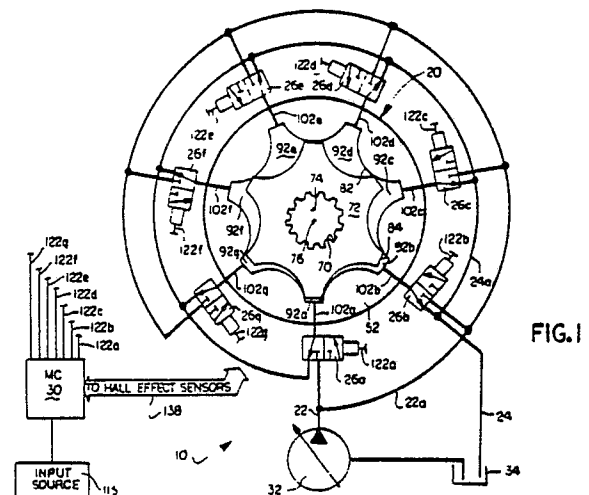 122d
20
26e
26d
122e
122c
102e
102d
26f
92e
92d
82
92c
74
72
102f
92f
102c
26c
122f
84
122b
76
70
92g
92b
122g
122f
122e
122d
122c
122b
122a
102g
102b
24a
26g
92a
102a
52
26b
122g
FIG.1
122a
26a
MC
30
TO HALL EFFECT SENSORS
138
22
22a
24
10
INPUT
SOURCE
115
32
34